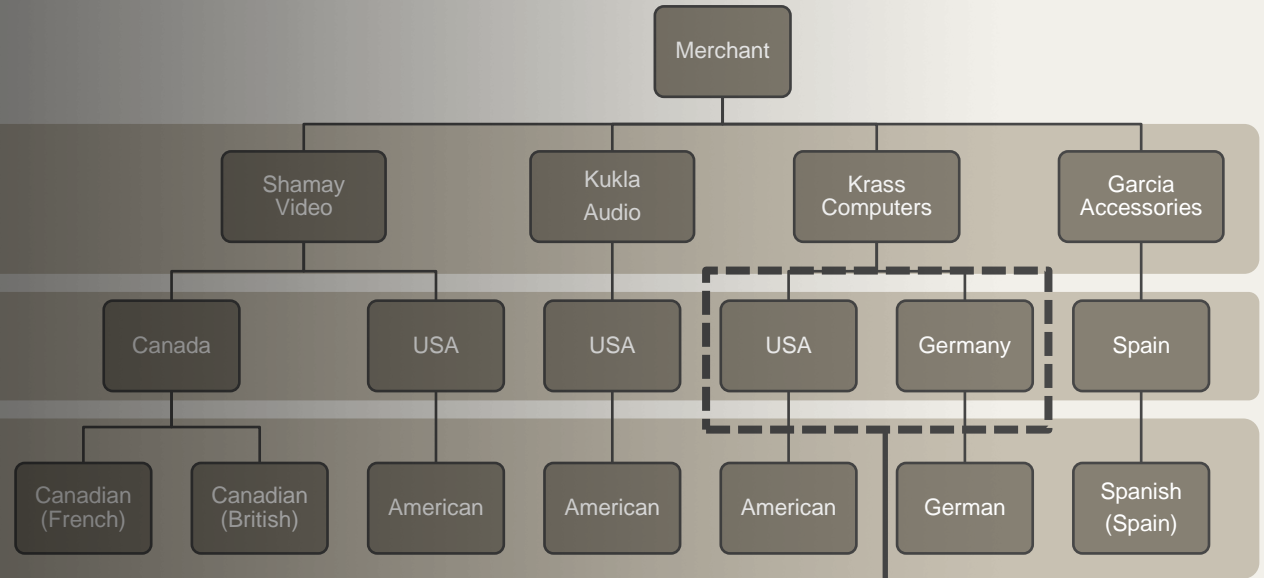 Merchant
Shamay
Video
Kukla
Audio
Krass
Computers
Garcia
Accessories
Canada
USA
USA
USA
Germany
Spain
Canadian
(French)
Canadian
(British)
American
American
American
German
Spanish
(Spain)